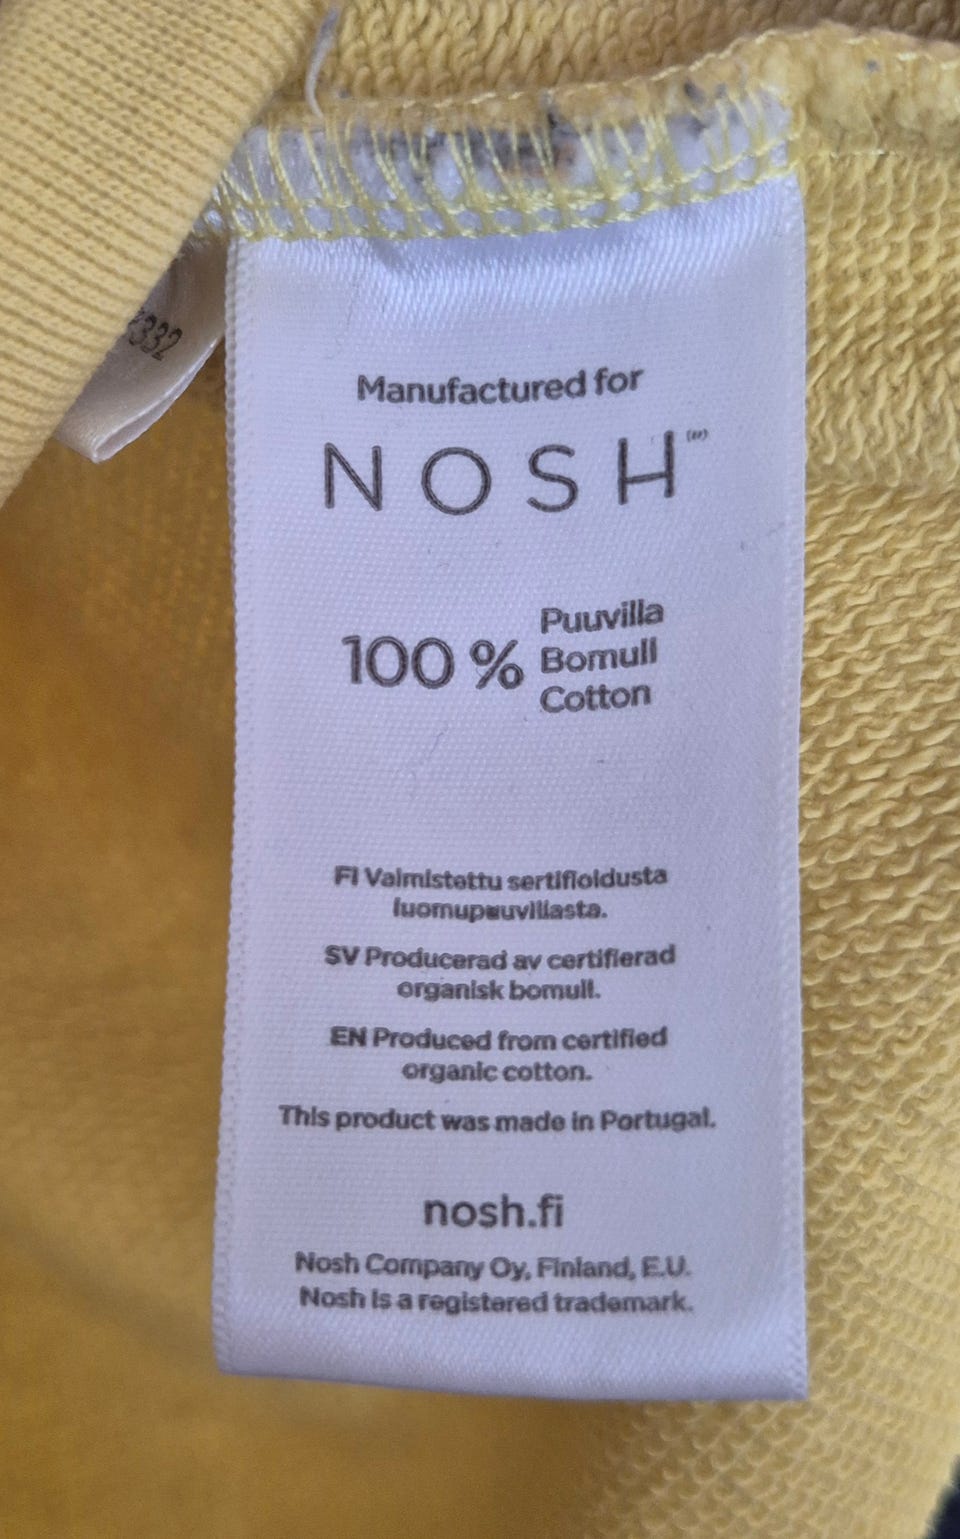 Manufactured for
NOSH
100 % Puuvilla
Bomull
Cotton
FI Valmistettu sertifioidusta
luomupuuvillasta.
SV Producerad av certifierad
organisk bomull.
EN Produced from certified
organic cotton.
This product was made in Portugal.
nosh.fi
Nosh Company Oy, Finland, E.U.
Nosh is a registered trademark.
332